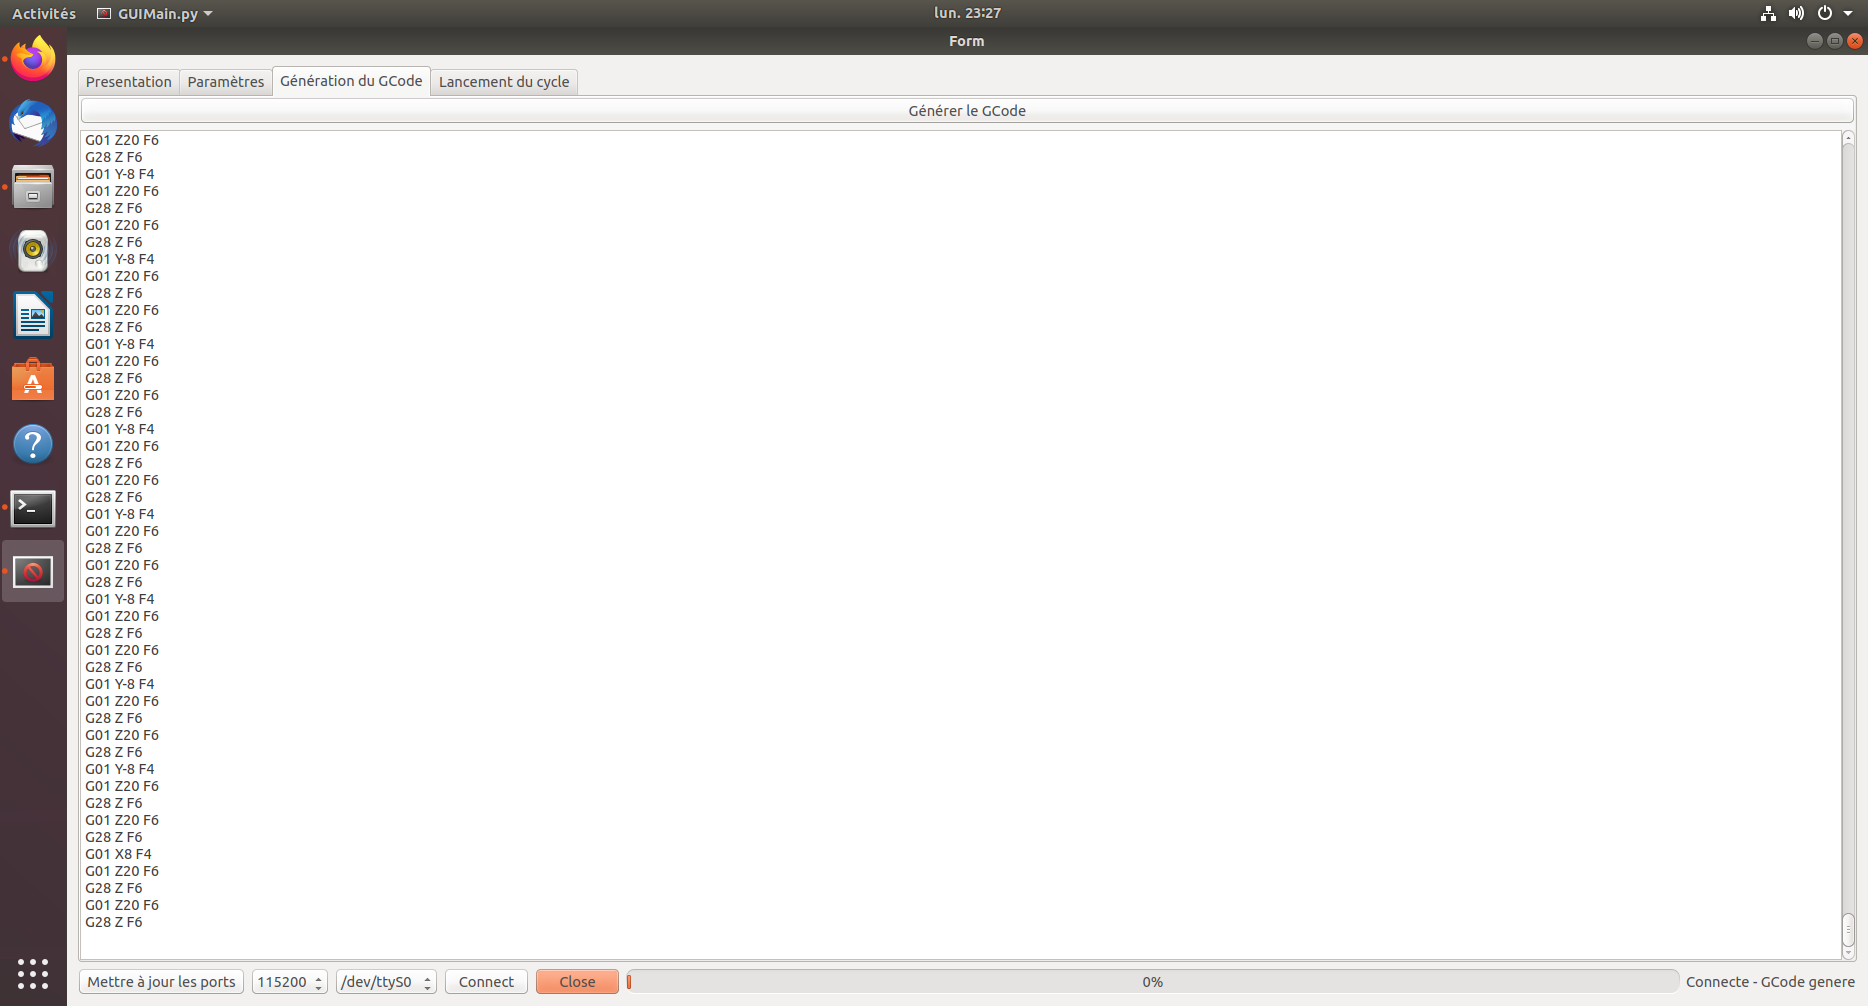 Activités GUIMain.py lun. 23:27
Form
Presentation Paramètres Génération du GCode Lancement du cycle
Générer le GCode
G01 Z20 F6
G28 Z F6
G01 Y-8 F4
G01 Z20 F6
G28 Z F6
G01 Z20 F6
G28 Z F6
G01 Y-8 F4
G01 Z20 F6
G28 Z F6
G01 Z20 F6
G28 Z F6
G01 Y-8 F4
G01 Z20 F6
G28 Z F6
G01 Z20 F6
G28 Z F6
G01 Y-8 F4
G01 Z20 F6
G28 Z F6
G01 Z20 F6
G28 Z F6
G01 Y-8 F4
G01 Z20 F6
G28 Z F6
G01 Z20 F6
G28 Z F6
G01 Y-8 F4
G01 Z20 F6
G28 Z F6
G01 Z20 F6
G28 Z F6
G01 Y-8 F4
G01 Z20 F6
G28 Z F6
G01 Z20 F6
G28 Z F6
G01 Y-8 F4
G01 Z20 F6
G28 Z F6
G01 Z20 F6
G28 Z F6
G01 X8 F4
G01 Z20 F6
G28 Z F6
G01 Z20 F6
G28 Z F6
Mettre à jour les ports 115200 /dev/ttyS0 Connect Close 0% Connecte - GCode genere